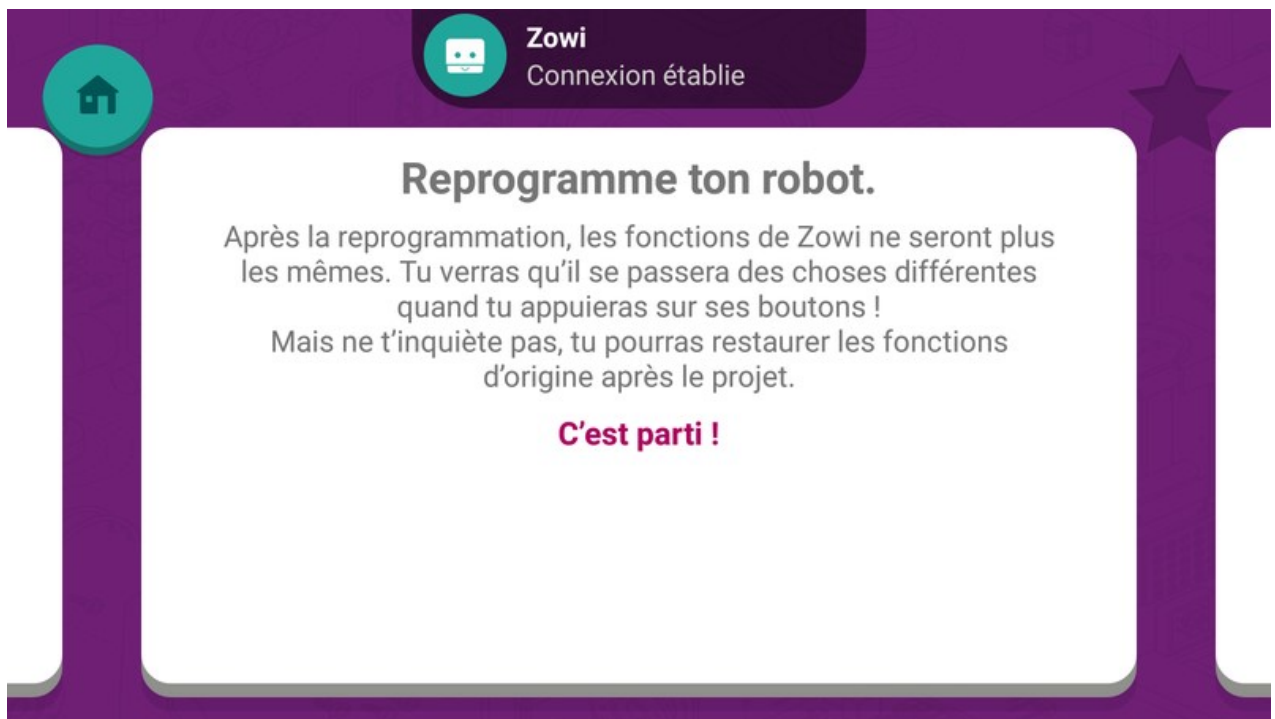 Zowi
Connexion établie
Reprogramme ton robot.
Après la reprogrammation, les fonctions de Zowi ne seront plus
les mêmes. Tu verras qu’il se passera des choses différentes
quand tu appuieras sur ses boutons !
Mais ne t’inquiète pas, tu pourras restaurer les fonctions
d’origine après le projet.
C’est parti !